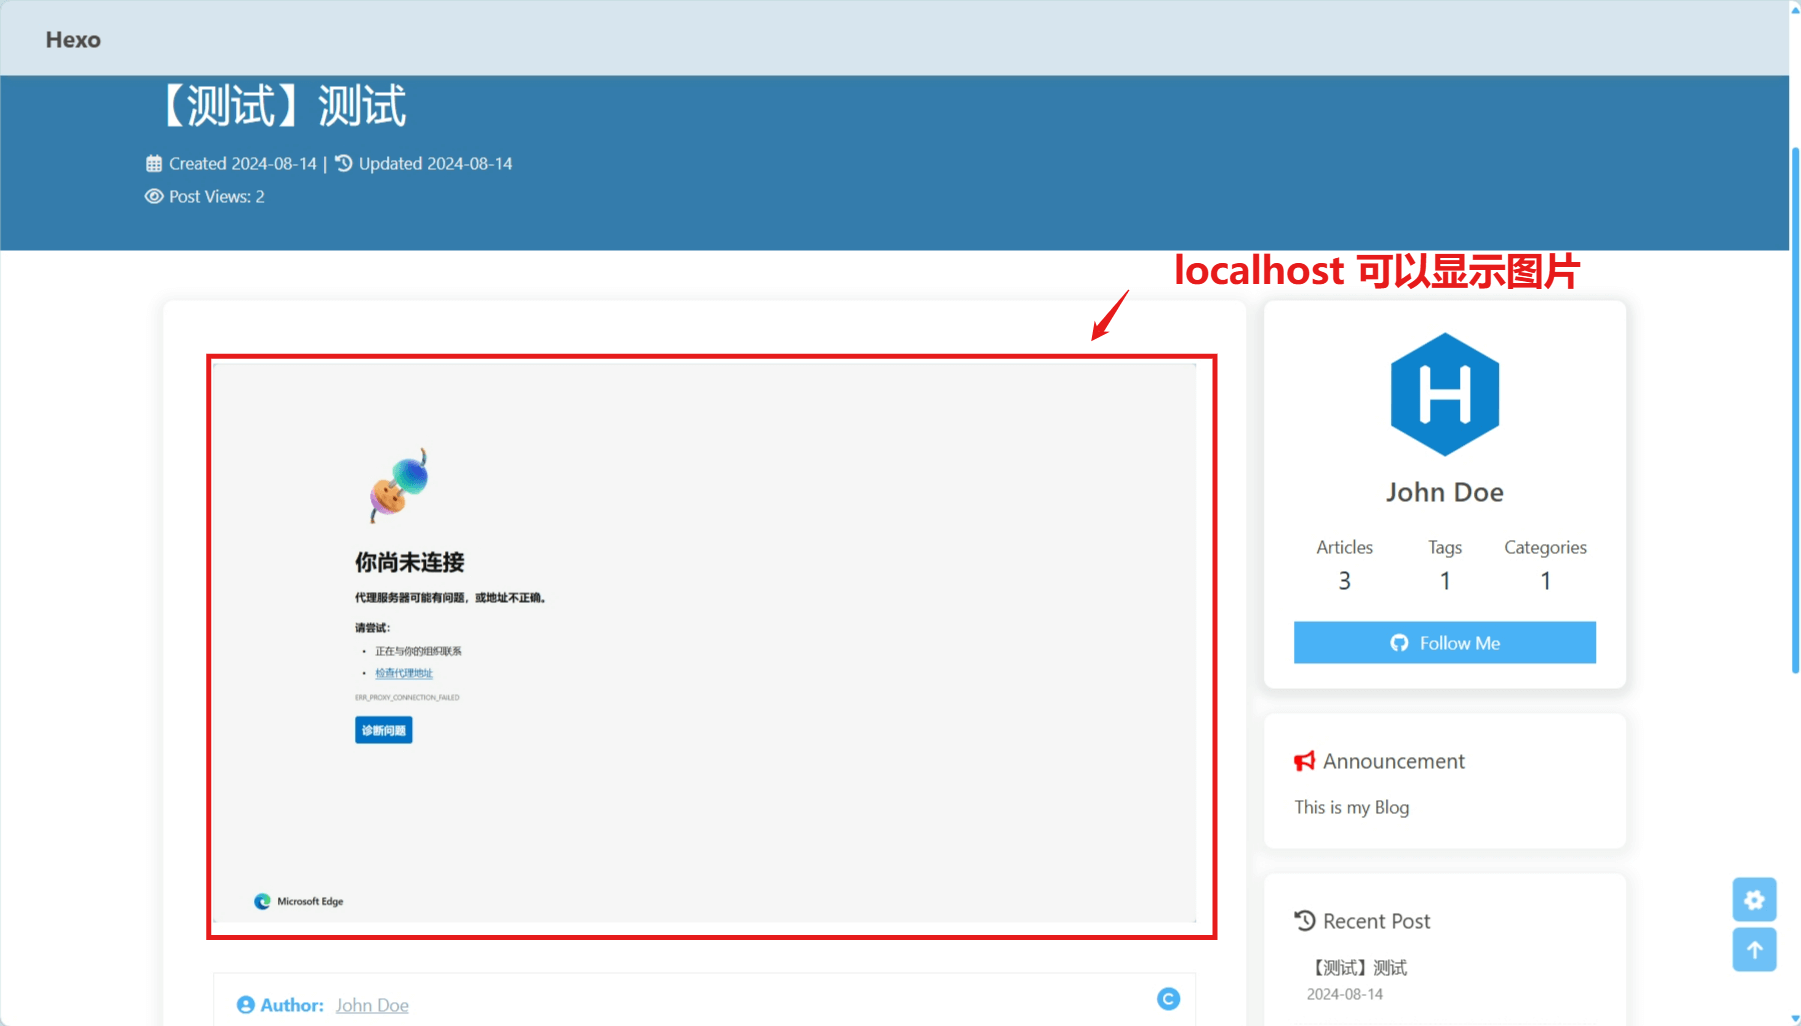 Hexo
【测试】测试
Created 2024-08-14 | Updated 2024-08-14
Post Views: 2
localhost 可以显示图片
你尚未连接
代理服务器可能有问题，或地址不正确。
请尝试：
• 正在与你的组织联系
• 检查代理地址
ERR_PROXY_CONNECTION_FAILED
诊断问题
Microsoft Edge
Author: John Doe
C
H
John Doe
Articles Tags Categories
3 1 1
Follow Me
Announcement
This is my Blog
Recent Post
【测试】测试
2024-08-14